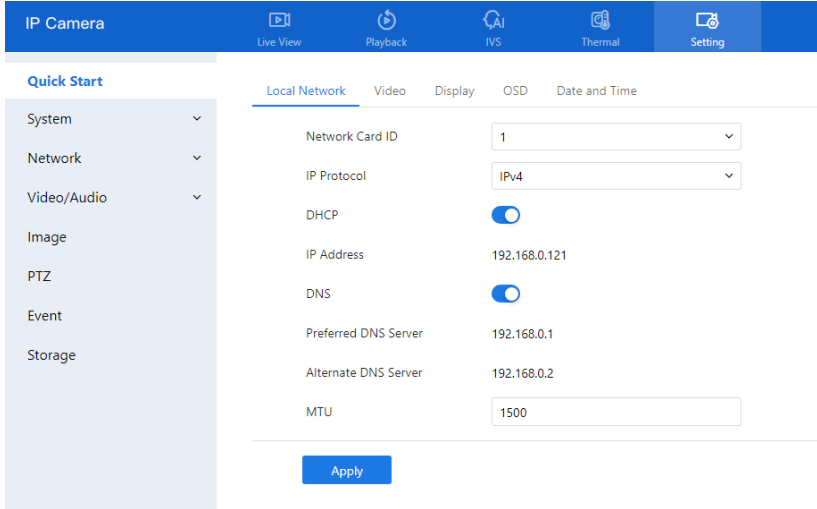 IP Camera
Live View
Playback
AI
IVS
Thermal
Setting
Quick Start
System
Network
Video/Audio
Image
PTZ
Event
Storage
Local Network Video Display OSD Date and Time
Network Card ID 1
IP Protocol IPv4
DHCP
IP Address 192.168.0.121
DNS
Preferred DNS Server 192.168.0.1
Alternate DNS Server 192.168.0.2
MTU 1500
Apply